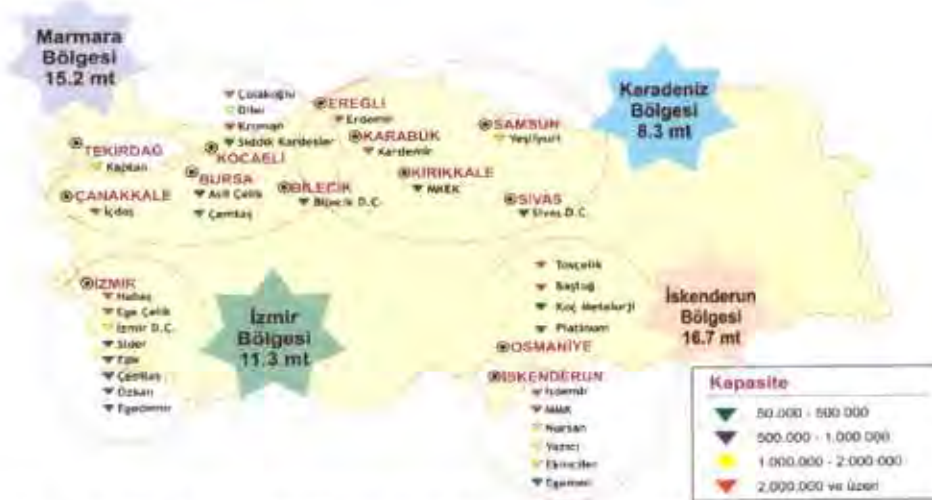 Marmara
Bölgesi
15.2 mt
Karadeniz
Bölgesi
8.3 mt
Çolakoğlu
Diler
Kroman
Sıddık Kardeşler
EREĞLİ
Erdemir
KARABÜK
Kardemir
SAMSUN
Yeşilyurt
TEKİRDAĞ
Kaptan
KOCAELİ
BURSA
Asil Çelik
Çemtaş
BİLECİK
Bilecik D.Ç.
KIRIKKALE
MKEK
ÇANAKKALE
İçdaş
SİVAS
Sivas D.Ç.
İZMİR
Habaş
Ege Çelik
İzmir D.Ç.
Sider
Özkan
Egedemir
İzmir
Bölgesi
11.3 mt
Tosçelik
Baştuğ
Koç Metalurji
Platinum
OSMANİYE
İskenderun
Bölgesi
16.7 mt
İSKENDERUN
İsdemir
MMK
Nursan
Yazıcı
Ekinciler
Egemen
Kapasite
50.000 - 500.000
500.000 - 1.000.000
1.000.000 - 2.000.000
2.000.000 ve üzeri